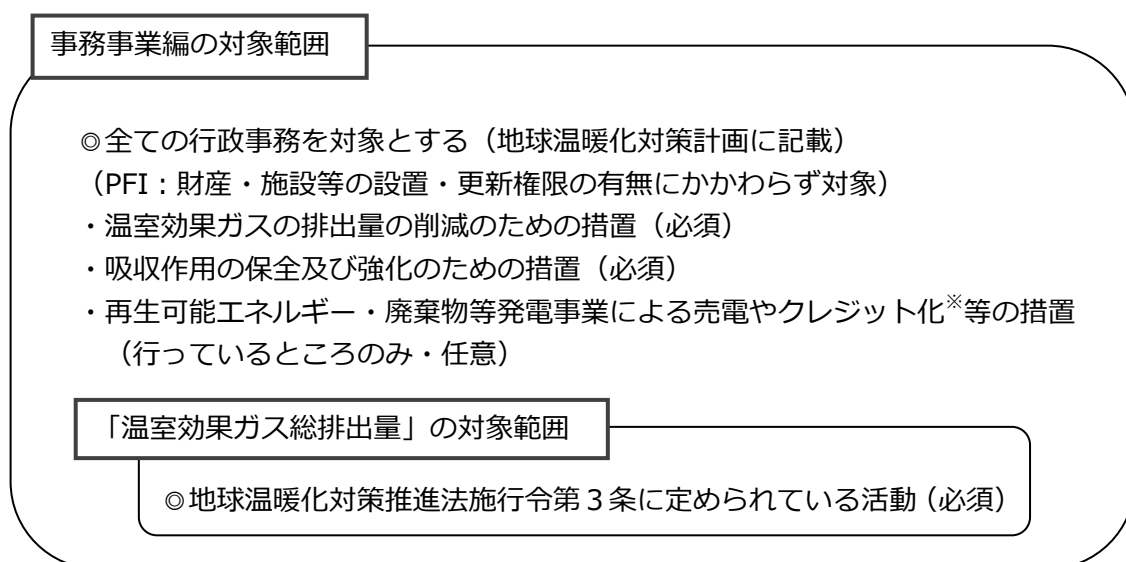 事務事業編の対象範囲
◎全ての行政事務を対象とする（地球温暖化対策計画に記載）
（PFI：財産・施設等の設置・更新権限の有無にかかわらず対象）
・温室効果ガスの排出量の削減のための措置（必須）
・吸収作用の保全及び強化のための措置（必須）
・再生可能エネルギー・廃棄物等発電事業による売電やクレジット化※等の措置
（行っているところのみ・任意）
「温室効果ガス総排出量」の対象範囲
◎地球温暖化対策推進法施行令第３条に定められている活動（必須）